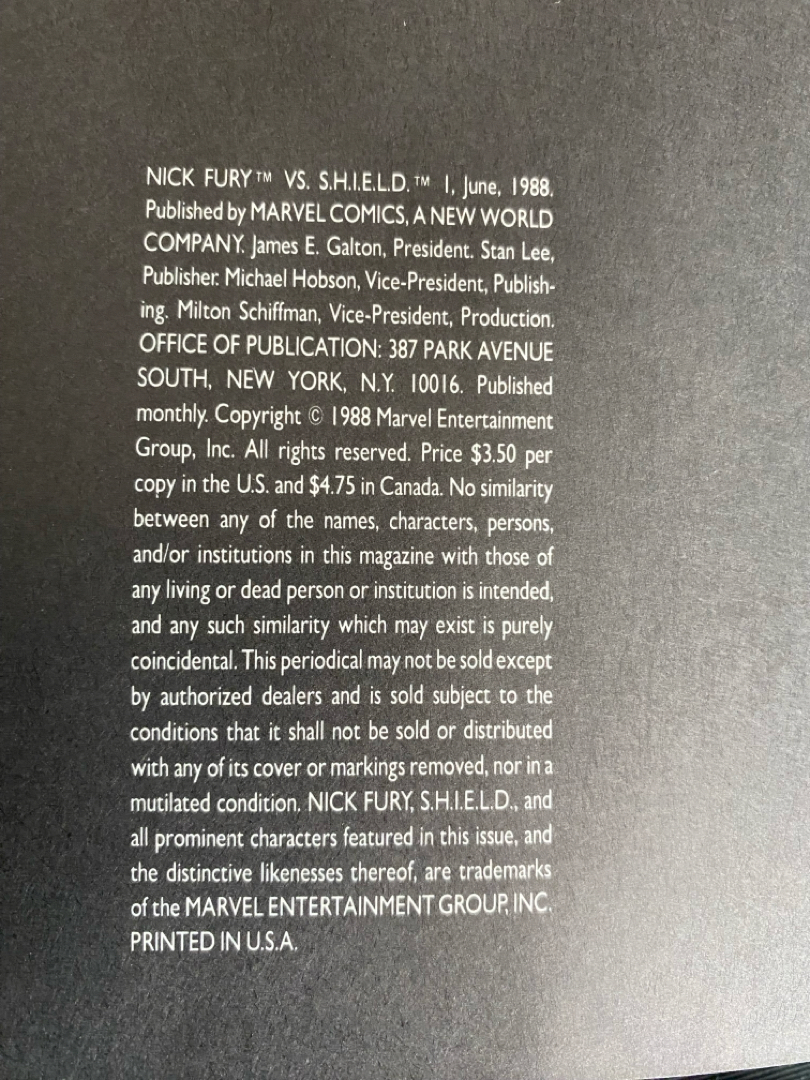 NICK FURY™ VS. S.H.I.E.L.D.™ 1, June, 1988.
Published by MARVEL COMICS, A NEW WORLD
COMPANY. James E. Galton, President. Stan Lee,
Publisher. Michael Hobson, Vice-President, Publish-
ing. Milton Schiffman, Vice-President, Production.
OFFICE OF PUBLICATION: 387 PARK AVENUE
SOUTH, NEW YORK, N.Y. 10016. Published
monthly. Copyright © 1988 Marvel Entertainment
Group, Inc. All rights reserved. Price $3.50 per
copy in the U.S. and $4.75 in Canada. No similarity
between any of the names, characters, persons,
and/or institutions in this magazine with those of
any living or dead person or institution is intended,
and any such similarity which may exist is purely
coincidental. This periodical may not be sold except
by authorized dealers and is sold subject to the
conditions that it shall not be sold or distributed
with any of its cover or markings removed, nor in a
mutilated condition. NICK FURY, S.H.I.E.L.D., and
all prominent characters featured in this issue, and
the distinctive likenesses thereof, are trademarks
of the MARVEL ENTERTAINMENT GROUP, INC.
PRINTED IN U.S.A.